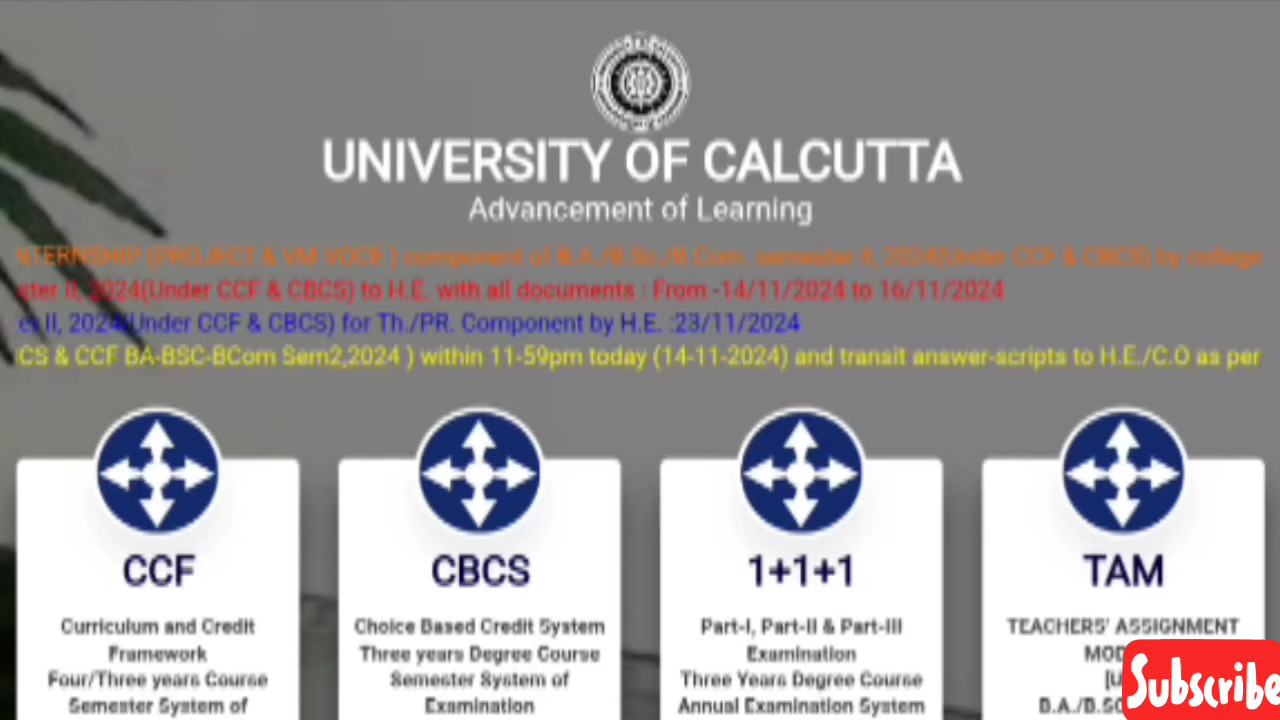 UNIVERSITY OF CALCUTTA
Advancement of Learning
NTERNSHIP (PROJECT & VM VOCE ) component of B.A./B.Sc./B.Com. semester II, 2024(Under CCF & CBCS) by college
ster II, 2024(Under CCF & CBCS) to H.E. with all documents : From -14/11/2024 to 16/11/2024
er II, 2024(Under CCF & CBCS) for Th./PR. Component by H.E. :23/11/2024
CS & CCF BA-BSC-BCom Sem2,2024 ) within 11-59pm today (14-11-2024) and transit answer-scripts to H.E./C.O as per
CCF
Curriculum and Credit
Framework
Four/Three years Course
Semester System of
CBCS
Choice Based Credit System
Three years Degree Course
Semester System of
Examination
1+1+1
Part-I, Part-II & Part-III
Examination
Three Years Degree Course
Annual Examination System
TAM
TEACHERS' ASSIGNMENT
MOD
[U
B.A./B.SC
Subscribe